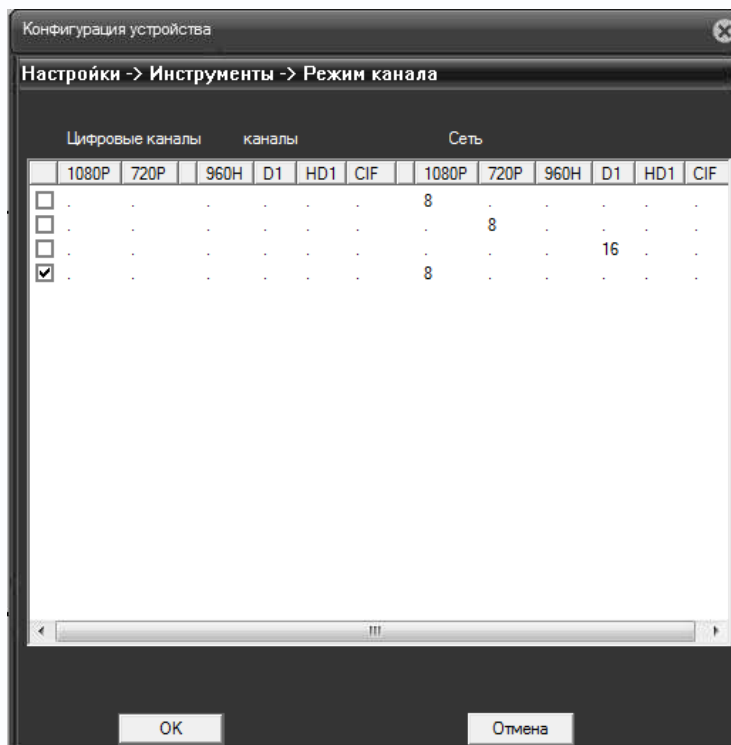 Конфигурация устройства
Настройки -> Инструменты -> Режим канала
Цифровые каналы каналы Сеть
1080P 720P 960H D1 HD1 CIF 1080P 720P 960H D1 HD1 CIF
. . . . . . 8 . . . . .
. . . . . . . 8 . . . .
. . . . . . . . . 16 . .
. . . . . . 8 . . . . .
OK Отмена